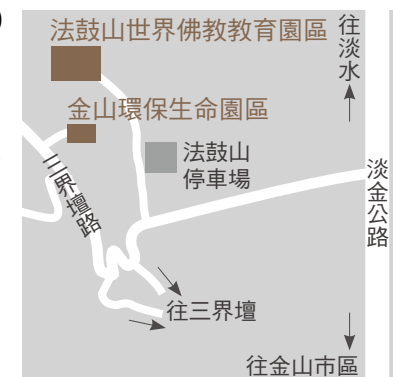 法鼓山世界佛教教育園區
往淡水
金山環保生命園區
法鼓山
停車場
三界壇路
淡金公路
往三界壇
往金山市區